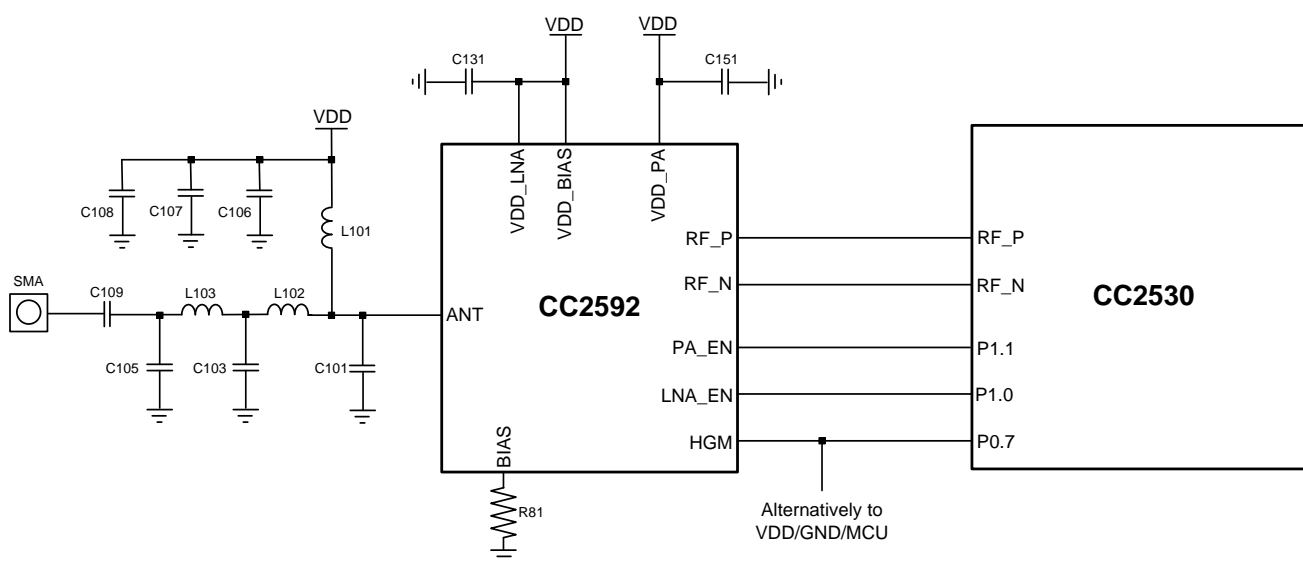 VDD
VDD
C131
C151
VDD
VDD_LNA
VDD_BIAS
VDD_PA
C108
C107
C106
L101
RF_P
RF_P
SMA
C109
L103
L102
ANT
CC2592
RF_N
RF_N
CC2530
C105
C103
C101
PA_EN
P1.1
LNA_EN
P1.0
HGM
P0.7
BIAS
R81
Alternatively to
VDD/GND/MCU